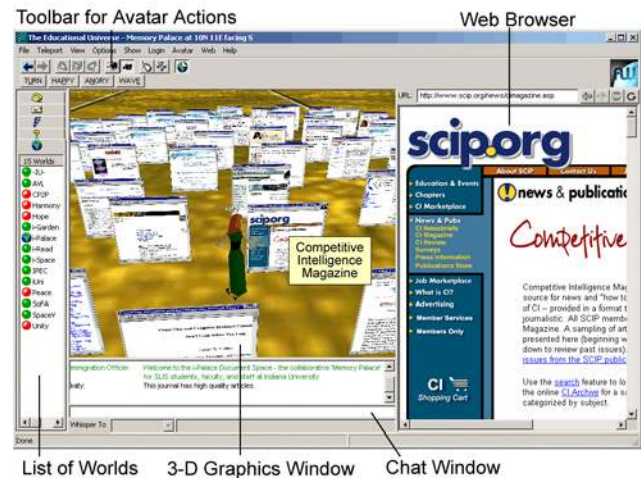 Toolbar for Avatar Actions
Web Browser
The Educational Universe - Memory Palace at 10N 11E facing S
File Teleport View Options Show Login Avatar Web Help
TURN HAPPY ANGRY WAVE
URL: http://www.scip.org/news/cimagazine.asp
15 Worlds
-IU-
AVL
CP2F
Harmony
Hope
i-Garden
i-Palace
i-Read
i-Space
IPEC
iUni
Peace
SciFiA
SpaceV
Unity
scip.org
Competitive
Intelligence
Magazine
scip.org
About SCIP Contact Us
Education & Events
Chapters
CI Marketplace
News & Pubs
CI Newsbriefs
CI Magazine
CI Review
Surveys
Press Information
Publications Store
Job Marketplace
What is CI?
Advertising
Member Services
Members Only
CI
Shopping Cart
news & publicatio
Competitive
Competitive Intelligence Mag
source for news and "how to
of CI – provided in a format t
journalistic. All SCIP membe
Magazine. A sampling of art
presented here (beginning w
down to review past issues).
issues from the SCIP public
Use the search feature to lo
the online CI Archive for a su
categorized by subject.
mmigration Officer: Welcome to the i-Palace Document Space - the collaborative 'Memory Palace'
for SLIS students, faculty, and staff at Indiana University
katy: This journal has high quality articles.
Whisper To
Done
List of Worlds
3-D Graphics Window
Chat Window